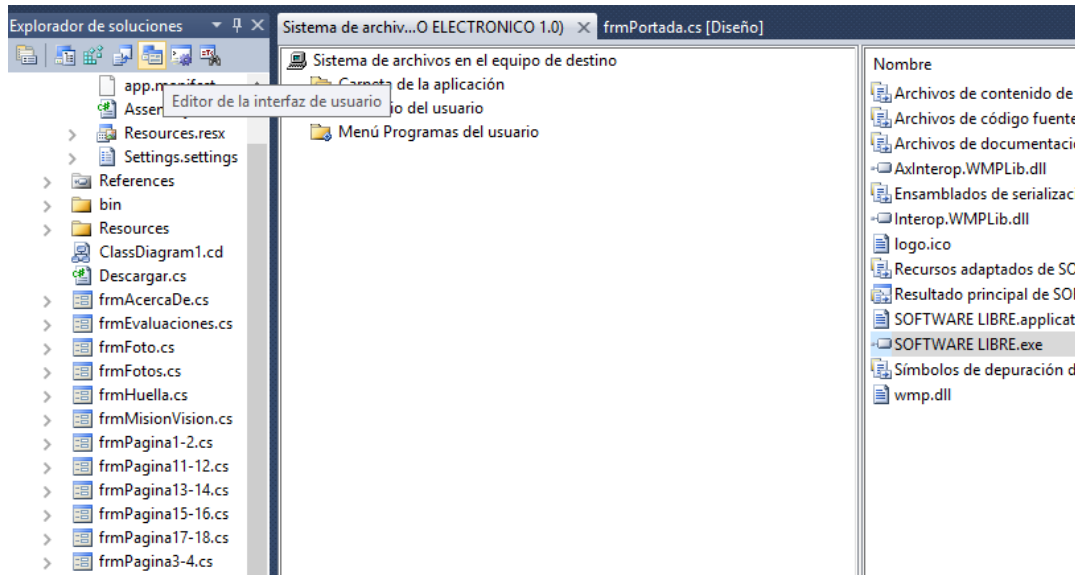 Explorador de soluciones
app.manifest
Editor de la interfaz de usuario
Resources.resx
Settings.settings
References
bin
Resources
ClassDiagram1.cd
Descargar.cs
frmAcercaDe.cs
frmEvaluaciones.cs
frmFoto.cs
frmFotos.cs
frmHuella.cs
frmMisionVision.cs
frmPagina1-2.cs
frmPagina11-12.cs
frmPagina13-14.cs
frmPagina15-16.cs
frmPagina17-18.cs
frmPagina3-4.cs
Sistema de archiv...O ELECTRONICO 1.0)
frmPortada.cs [Diseño]
Sistema de archivos en el equipo de destino
Carpeta de la aplicación
io del usuario
Menú Programas del usuario
Nombre
Archivos de contenido de
Archivos de código fuente
Archivos de documentaci
AxInterop.WMPLib.dll
Ensamblados de serializac
Interop.WMPLib.dll
logo.ico
Recursos adaptados de SO
Resultado principal de SO
SOFTWARE LIBRE.applicat
SOFTWARE LIBRE.exe
Símbolos de depuración d
wmp.dll